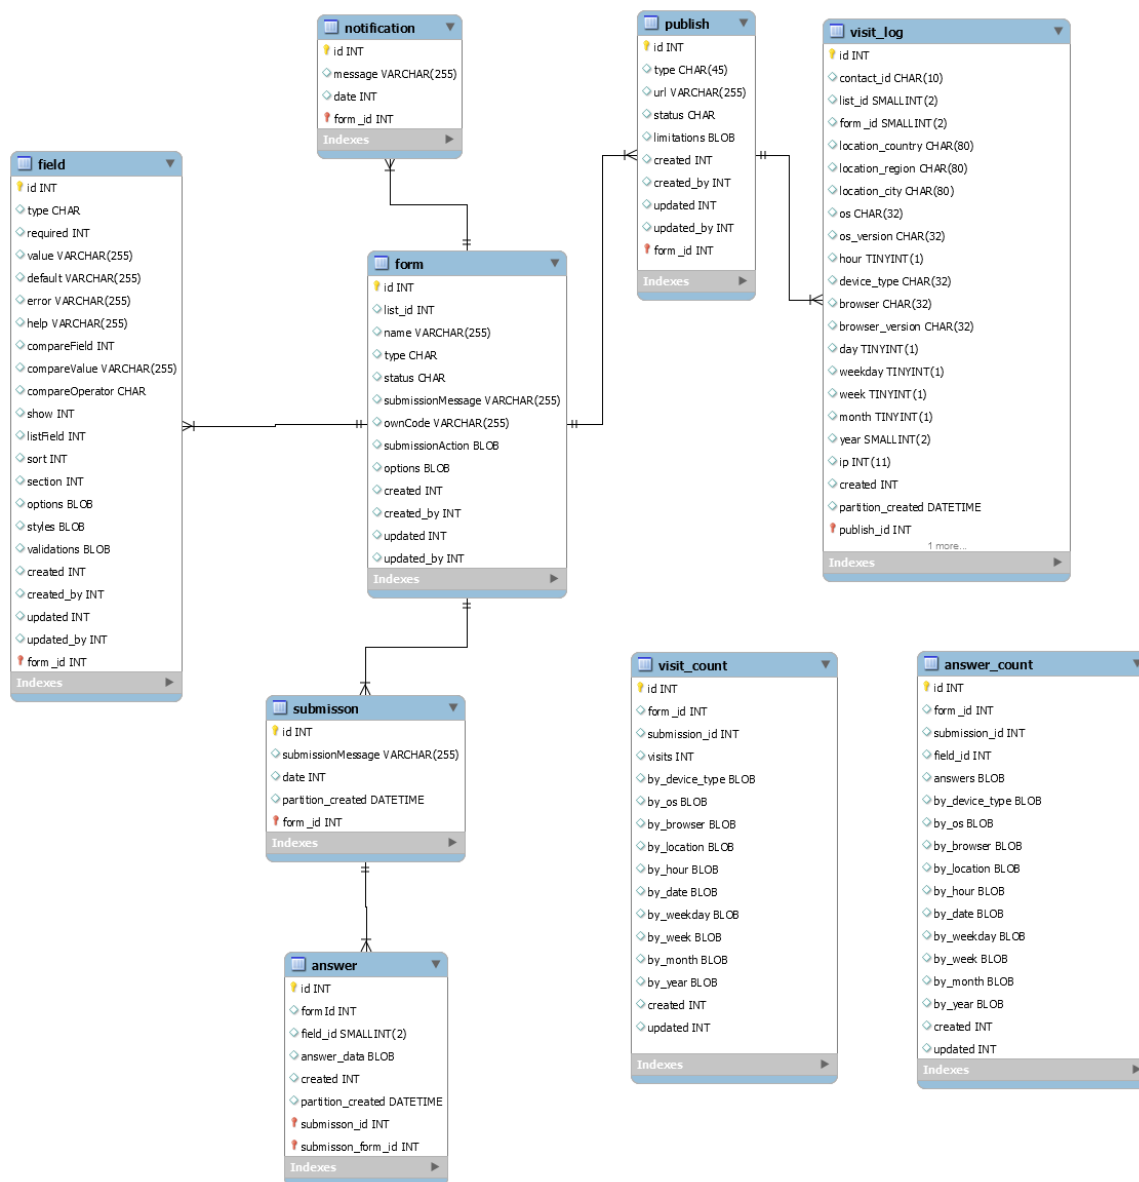 notification
id INT
message VARCHAR(255)
date INT
form_id INT
Indexes
publish
id INT
type CHAR(45)
url VARCHAR(255)
status CHAR
limitations BLOB
created INT
created_by INT
updated INT
updated_by INT
form_id INT
Indexes
visit_log
id INT
contact_id CHAR(10)
list_id SMALLINT(2)
form_id SMALLINT(2)
location_country CHAR(80)
location_region CHAR(80)
location_city CHAR(80)
os CHAR(32)
os_version CHAR(32)
hour TINYINT(1)
device_type CHAR(32)
browser CHAR(32)
browser_version CHAR(32)
day TINYINT(1)
weekday TINYINT(1)
week TINYINT(1)
month TINYINT(1)
year SMALLINT(2)
ip INT(11)
created INT
partition_created DATETIME
publish_id INT
1 more...
Indexes
field
id INT
type CHAR
required INT
value VARCHAR(255)
default VARCHAR(255)
error VARCHAR(255)
help VARCHAR(255)
compareField INT
compareValue VARCHAR(255)
compareOperator CHAR
show INT
listField INT
sort INT
section INT
options BLOB
styles BLOB
validations BLOB
created INT
created_by INT
updated INT
updated_by INT
form_id INT
Indexes
form
id INT
list_id INT
name VARCHAR(255)
type CHAR
status CHAR
submissionMessage VARCHAR(255)
ownCode VARCHAR(255)
submissionAction BLOB
options BLOB
created INT
created_by INT
updated INT
updated_by INT
Indexes
submisson
id INT
submissionMessage VARCHAR(255)
date INT
partition_created DATETIME
form_id INT
Indexes
visit_count
id INT
form_id INT
submission_id INT
visits INT
by_device_type BLOB
by_os BLOB
by_browser BLOB
by_location BLOB
by_hour BLOB
by_date BLOB
by_weekday BLOB
by_week BLOB
by_month BLOB
by_year BLOB
created INT
updated INT
Indexes
answer_count
id INT
form_id INT
submission_id INT
field_id INT
answers BLOB
by_device_type BLOB
by_os BLOB
by_browser BLOB
by_location BLOB
by_hour BLOB
by_date BLOB
by_weekday BLOB
by_week BLOB
by_month BLOB
by_year BLOB
created INT
updated INT
Indexes
answer
id INT
formId INT
field_id SMALLINT(2)
answer_data BLOB
created INT
partition_created DATETIME
submisson_id INT
submisson_form_id INT
Indexes